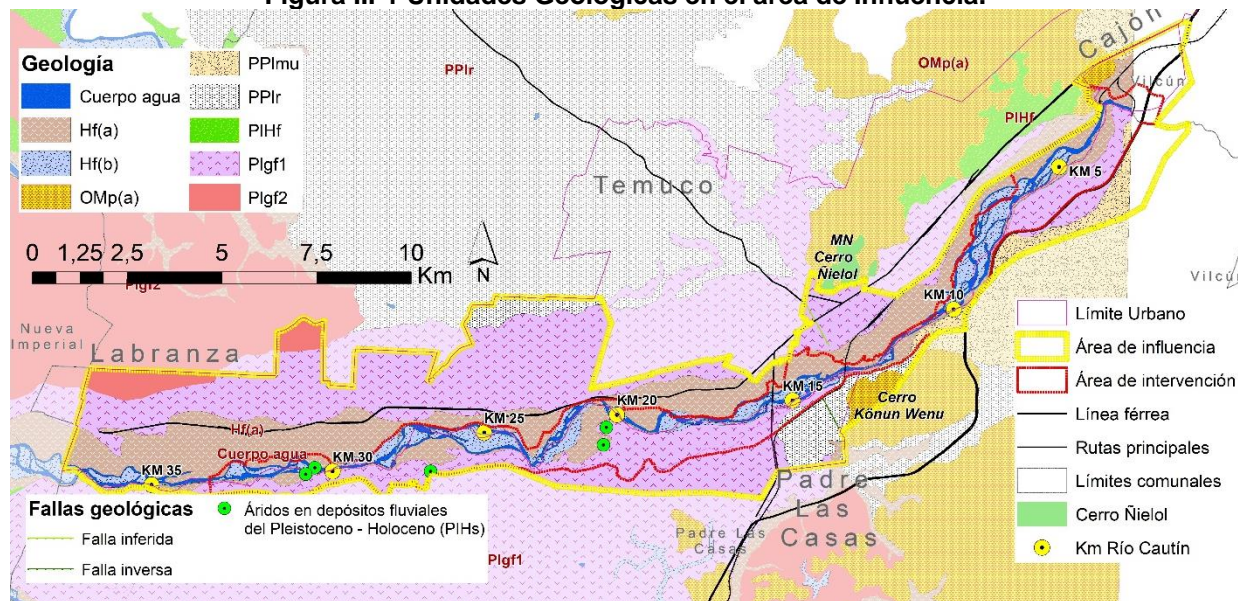 Figura III-1 Unidades Geológicas en el área de influencia.
Geología
Cuerpo agua
Hf(a)
Hf(b)
OMp(a)
PPlmu
PPlr
PlHf
Plgf1
Plgf2
0 1,25 2,5 5 7,5 10
Km
N
PPlr
OMp(a)
PlHf
Cajón
Vilcún
KM 5
Temuco
MN
Cerro
Ñielol
KM 10
Vilcún
Plgf2
Nueva
Imperial
Labranza
KM 15
KM 20
KM 25
Cerro
Könun Wenu
Hf(a)
Cuerpo agua
KM 30
KM 35
Padre
Las
Casas
Padre Las
Casas
Plgf1
Fallas geológicas
Falla inferida
Falla inversa
Áridos en depósitos fluviales
del Pleistoceno - Holoceno (PlHs)
Límite Urbano
Área de influencia
Área de intervención
Línea férrea
Rutas principales
Límites comunales
Cerro Ñielol
Km Río Cautín